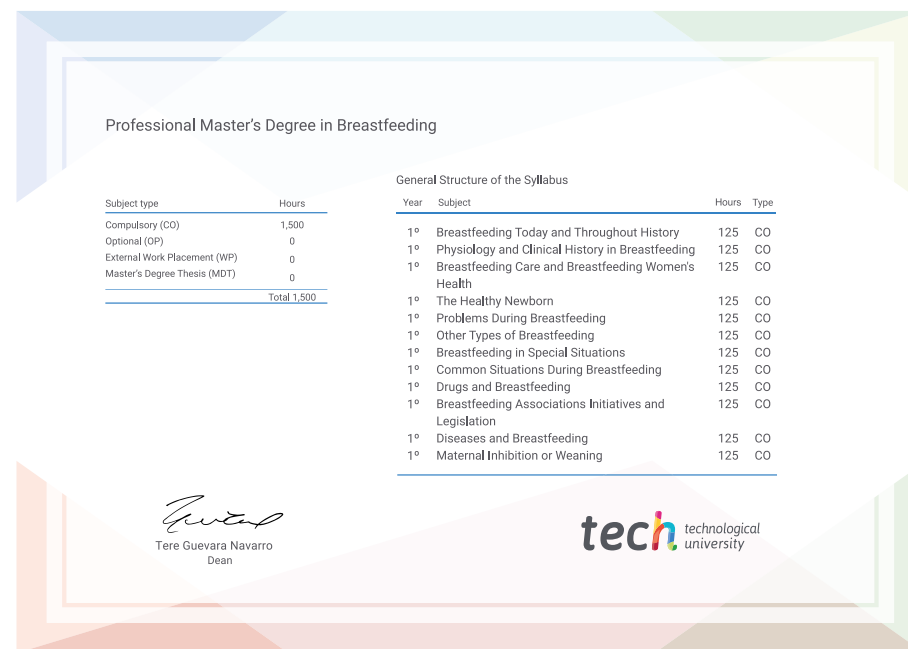 Professional Master's Degree in Breastfeeding
Subject type Hours
Compulsory (CO) 1,500
Optional (OP) 0
External Work Placement (WP) 0
Master's Degree Thesis (MDT) 0
Total 1,500
General Structure of the Syllabus
Year Subject Hours Type
1º Breastfeeding Today and Throughout History 125 CO
1º Physiology and Clinical History in Breastfeeding 125 CO
1º Breastfeeding Care and Breastfeeding Women's 125 CO
Health
1º The Healthy Newborn 125 CO
1º Problems During Breastfeeding 125 CO
1º Other Types of Breastfeeding 125 CO
1º Breastfeeding in Special Situations 125 CO
1º Common Situations During Breastfeeding 125 CO
1º Drugs and Breastfeeding 125 CO
1º Breastfeeding Associations Initiatives and 125 CO
Legislation
1º Diseases and Breastfeeding 125 CO
1º Maternal Inhibition or Weaning 125 CO
Tere Guevara Navarro
Dean
tech technological
university